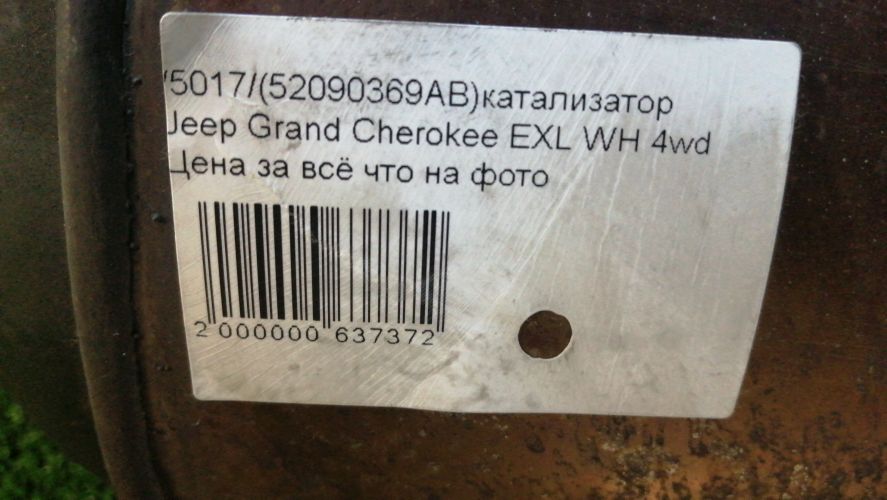 5017/(52090369AB)катализатор
Jeep Grand Cherokee EXL WH 4wd
Цена за всё что на фото
2 000000 637372